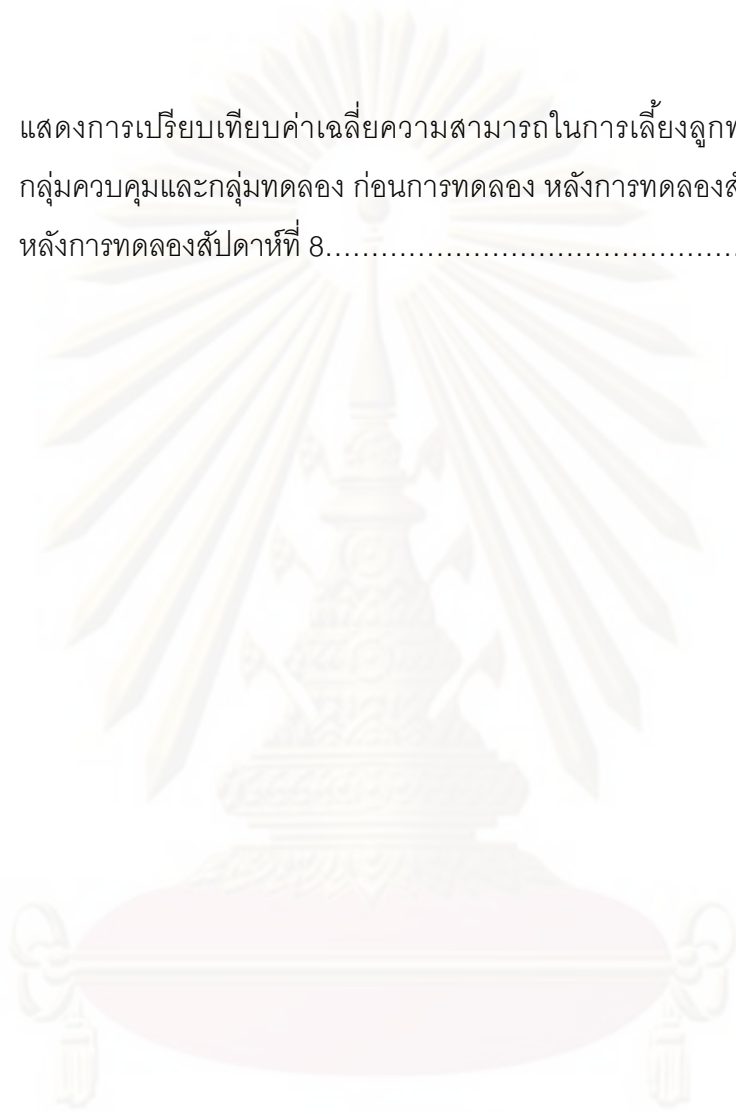 แสดงการเปรียบเทียบค่าเฉลี่ยความสามารถในการเลี้ยงลูก
กลุ่มควบคุมและกลุ่มทดลอง ก่อนการทดลอง หลังการทดลอง
หลังการทดลองสัปดาห์ที่ 8.............................................